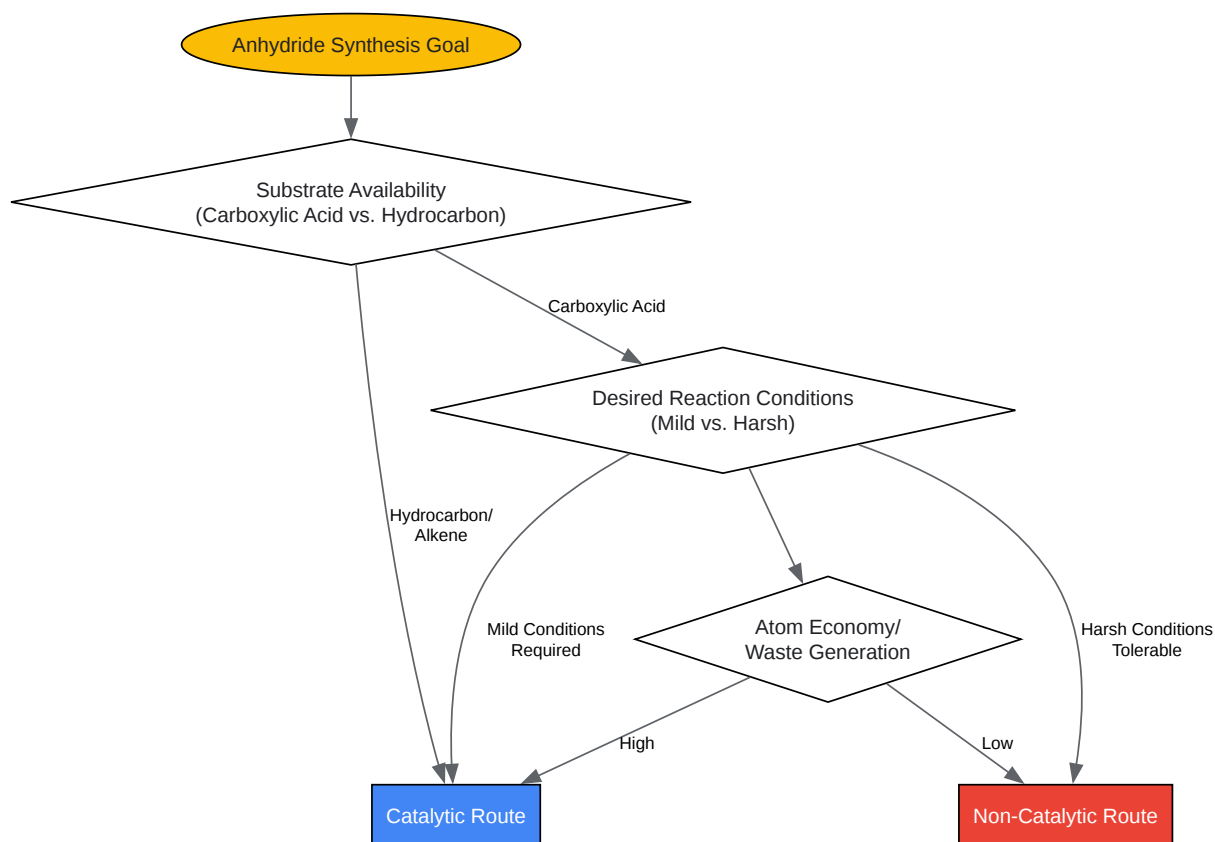 Anhydride Synthesis Goal
Substrate Availability
(Carboxylic Acid vs. Hydrocarbon)
Carboxylic Acid
Desired Reaction Conditions
(Mild vs. Harsh)
Hydrocarbon/
Alkene
Mild Conditions
Required
Atom Economy/
Waste Generation
Harsh Conditions
Tolerable
High
Low
Catalytic Route
Non-Catalytic Route